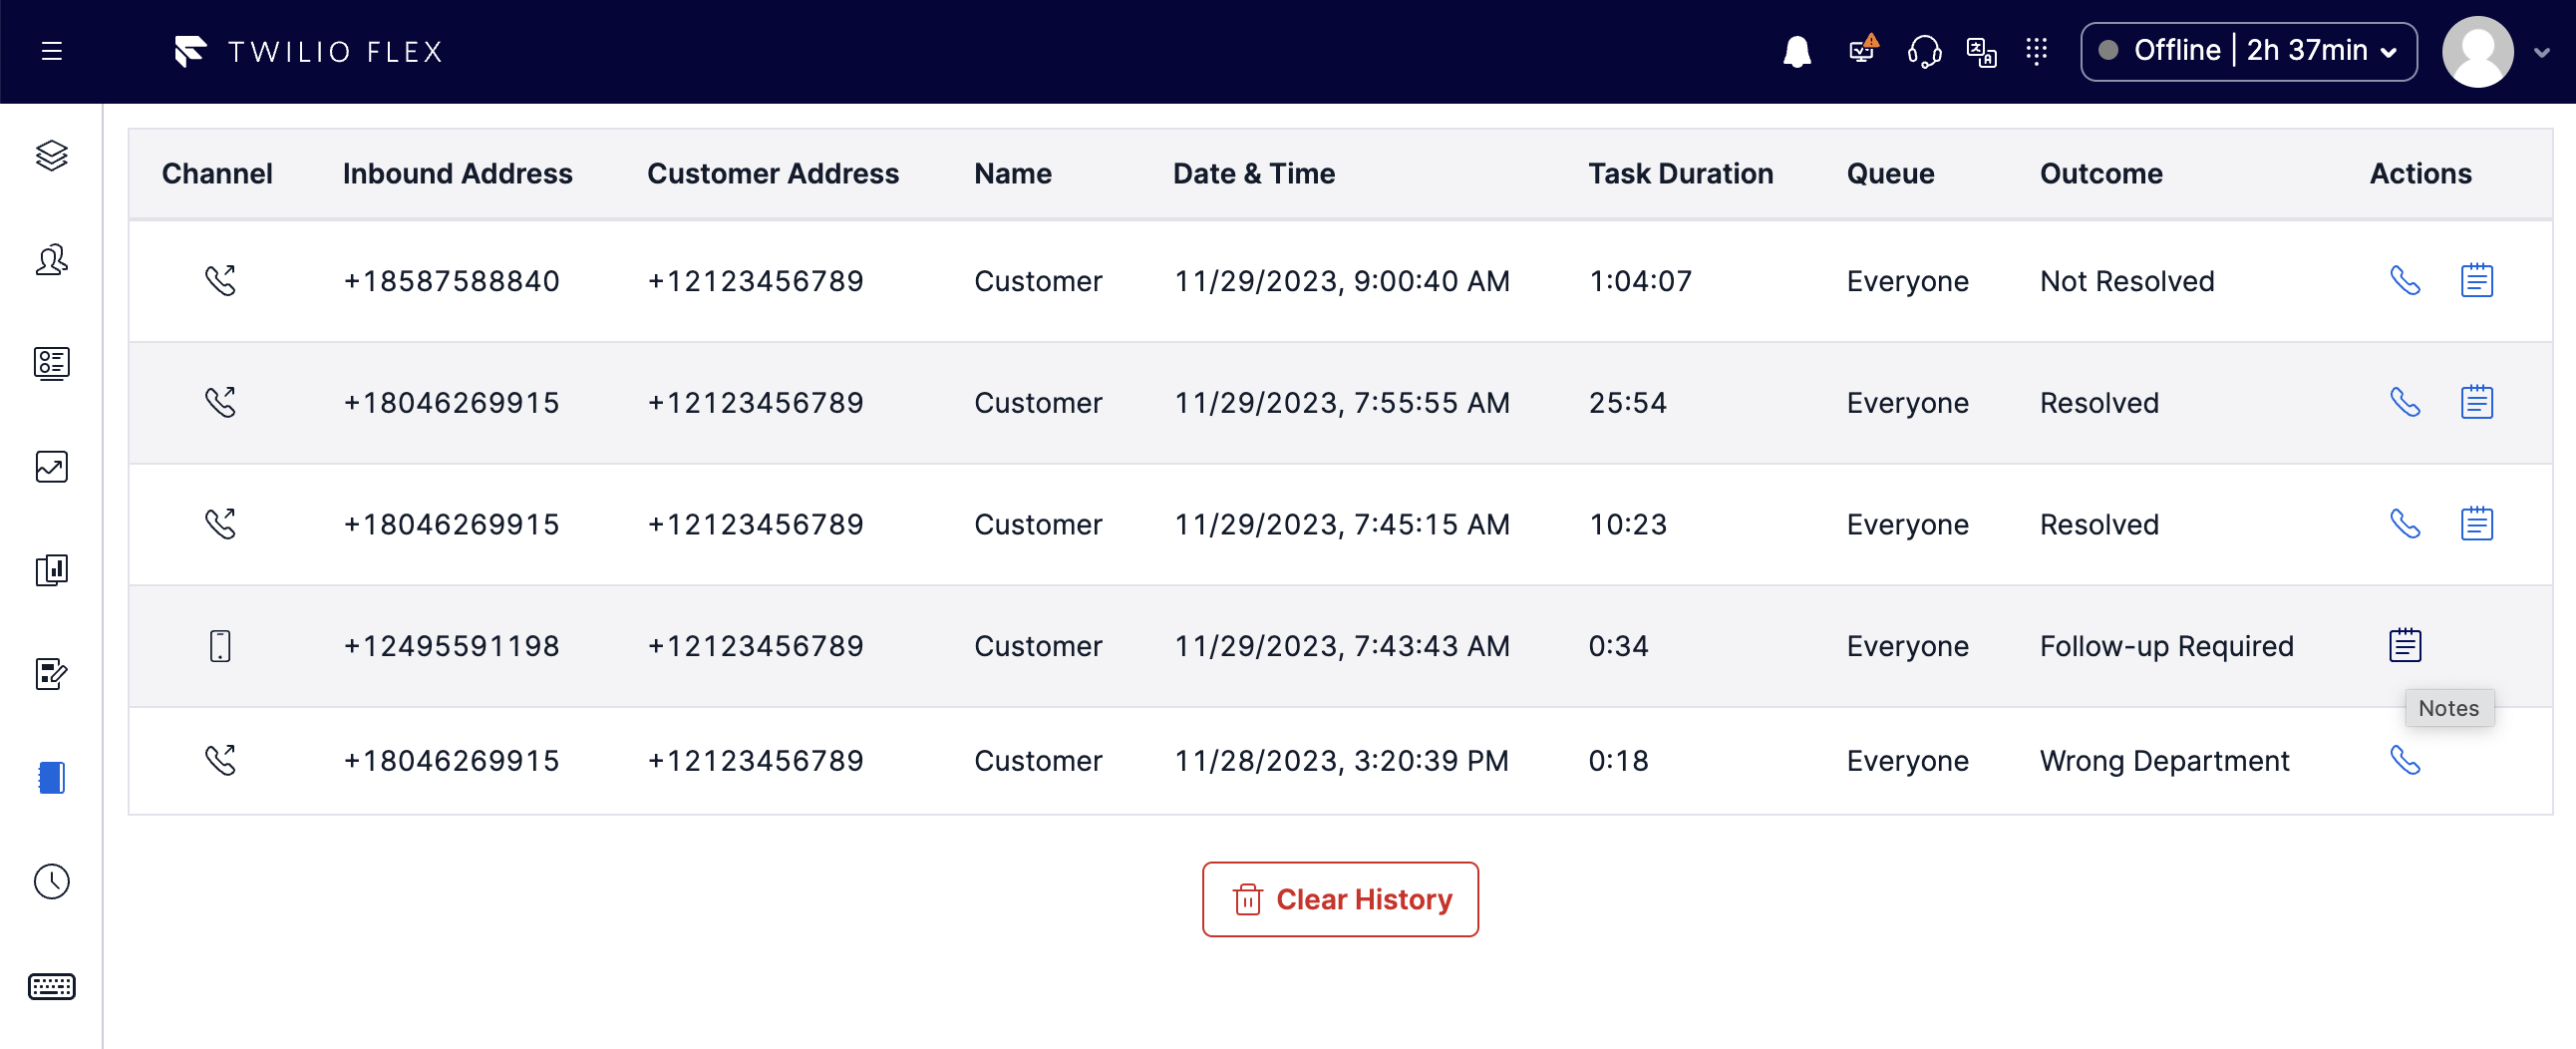 TWILIO FLEX
Offline | 2h 37min
Channel Inbound Address Customer Address Name Date & Time Task Duration Queue Outcome Actions
+18587588840 +12123456789 Customer 11/29/2023, 9:00:40 AM 1:04:07 Everyone Not Resolved
+18046269915 +12123456789 Customer 11/29/2023, 7:55:55 AM 25:54 Everyone Resolved
+18046269915 +12123456789 Customer 11/29/2023, 7:45:15 AM 10:23 Everyone Resolved
+12495591198 +12123456789 Customer 11/29/2023, 7:43:43 AM 0:34 Everyone Follow-up Required
Notes
+18046269915 +12123456789 Customer 11/28/2023, 3:20:39 PM 0:18 Everyone Wrong Department
Clear History